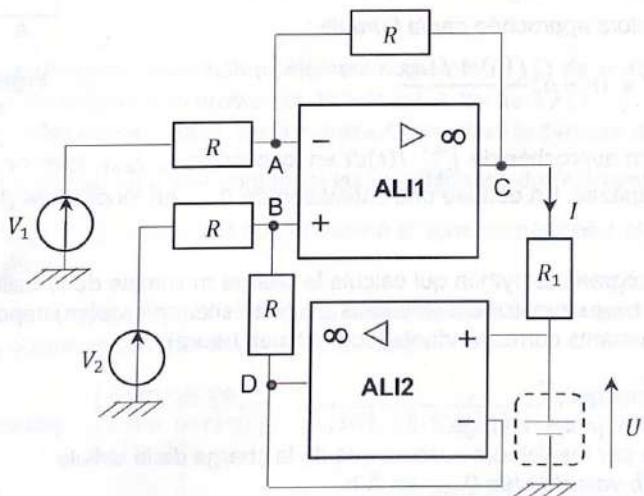 R
R
A
−
▷ ∞
C
V₁
R
B
+
ALI1
I
R
R₁
V₂
∞ ◁
+
D
ALI2
U